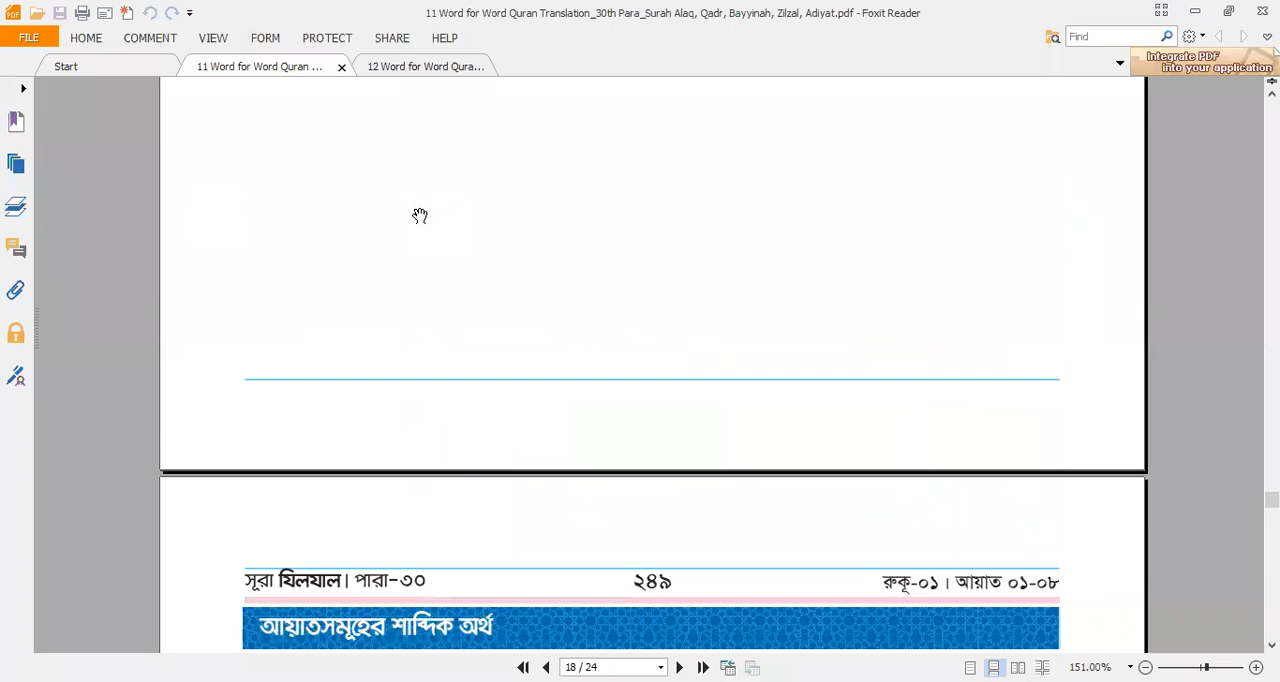 11 Word for Word Quran Translation_30th Para_Surah Alaq, Qadr, Bayyinah, Zilzal, Adiyat.pdf - Foxit Reader
FILE HOME COMMENT VIEW FORM PROTECT SHARE HELP
Find
Start
11 Word for Word Quran ...
12 Word for Word Qura...
Integrate PDF
into your application
সূরা যিলযাল। পারা-৩০
২৪৯
রুকূ-০১। আয়াত ০১-০৮
আয়াতসমূহের শাব্দিক অর্থ
18 / 24
151.00%